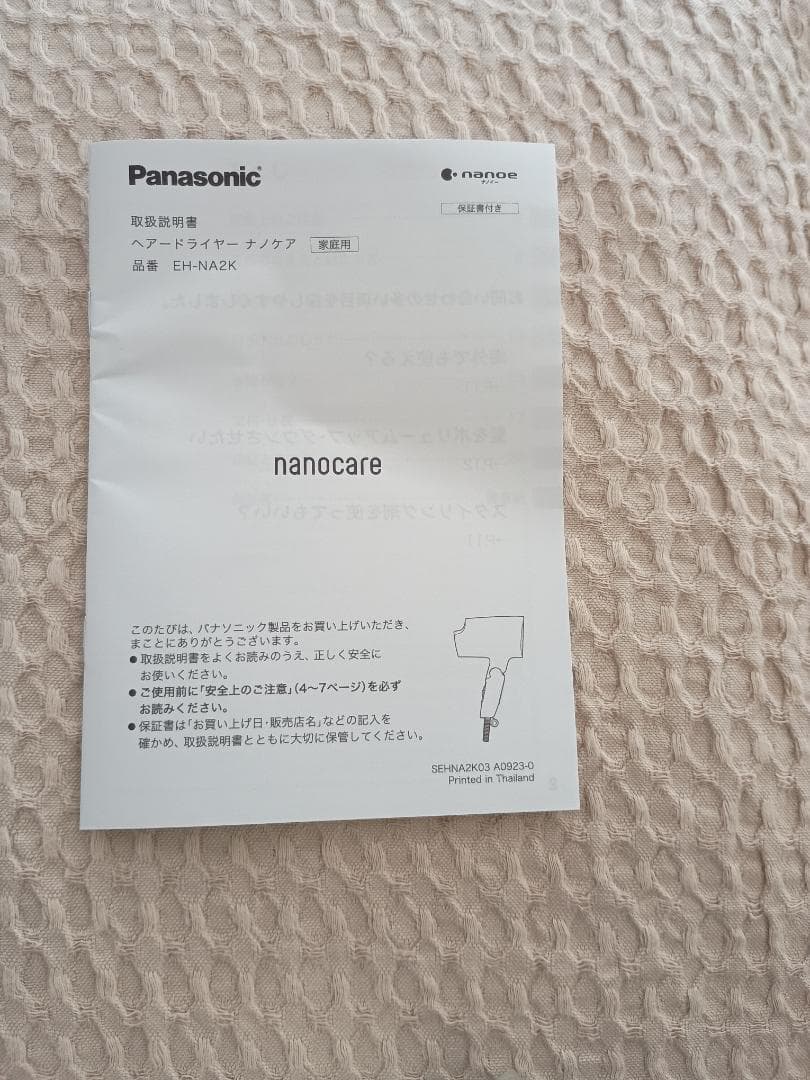 Panasonic®
nanoe
ナノイー
保証書付き
取扱説明書
ヘアードライヤー ナノケア 家庭用
品番 EH-NA2K
nanocare
このたびは、パナソニック製品をお買い上げいただき、
まことにありがとうございます。
●取扱説明書をよくお読みのうえ、正しく安全に
お使いください。
●ご使用前に「安全上のご注意」(4〜7ページ)を必ず
お読みください。
●保証書は「お買い上げ日・販売店名」などの記入を
確かめ、取扱説明書とともに大切に保管してください。
SEHNA2K03 A0923-0
Printed in Thailand